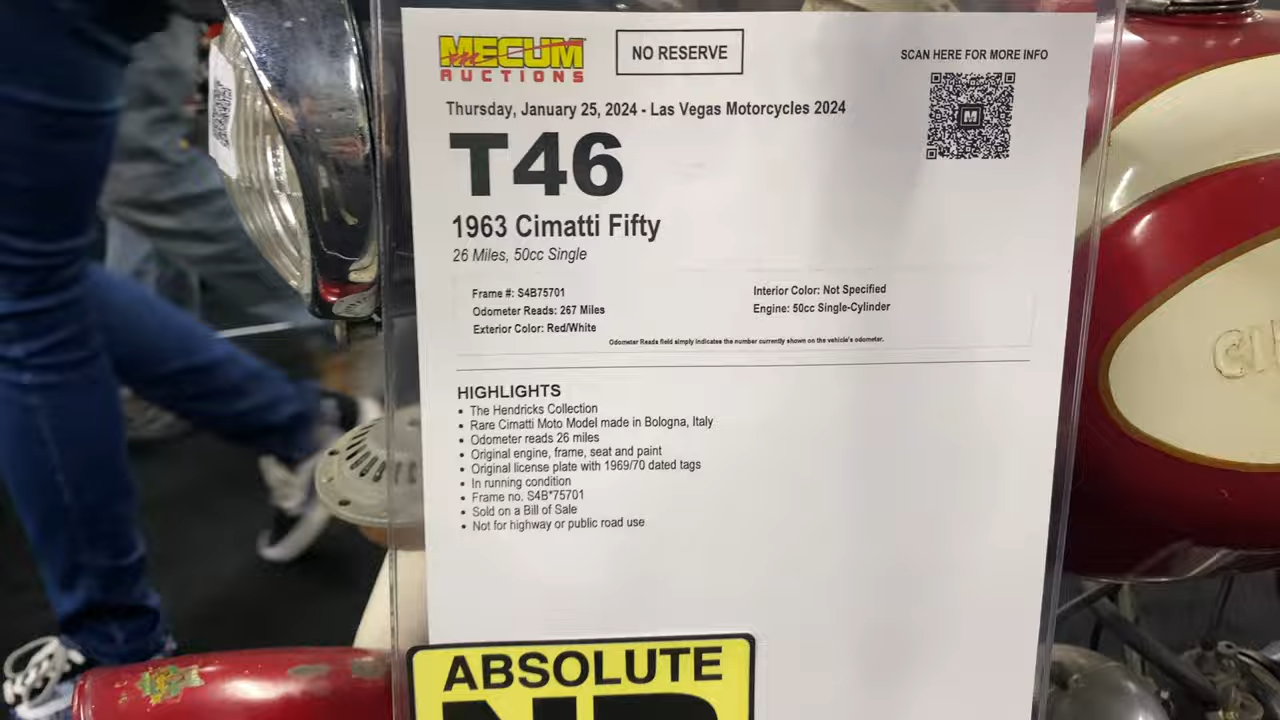 MECUM
AUCTIONS
NO RESERVE
SCAN HERE FOR MORE INFO
Thursday, January 25, 2024 - Las Vegas Motorcycles 2024
T46
1963 Cimatti Fifty
26 Miles, 50cc Single
Frame #: S4B75701
Odometer Reads: 267 Miles
Exterior Color: Red/White
Interior Color: Not Specified
Engine: 50cc Single-Cylinder
Odometer Reads field simply indicates the number currently shown on the vehicle's odometer.
HIGHLIGHTS
• The Hendricks Collection
• Rare Cimatti Moto Model made in Bologna, Italy
• Odometer reads 26 miles
• Original engine, frame, seat and paint
• Original license plate with 1969/70 dated tags
• In running condition
• Frame no. S4B*75701
• Sold on a Bill of Sale
• Not for highway or public road use
ABSOLUTE